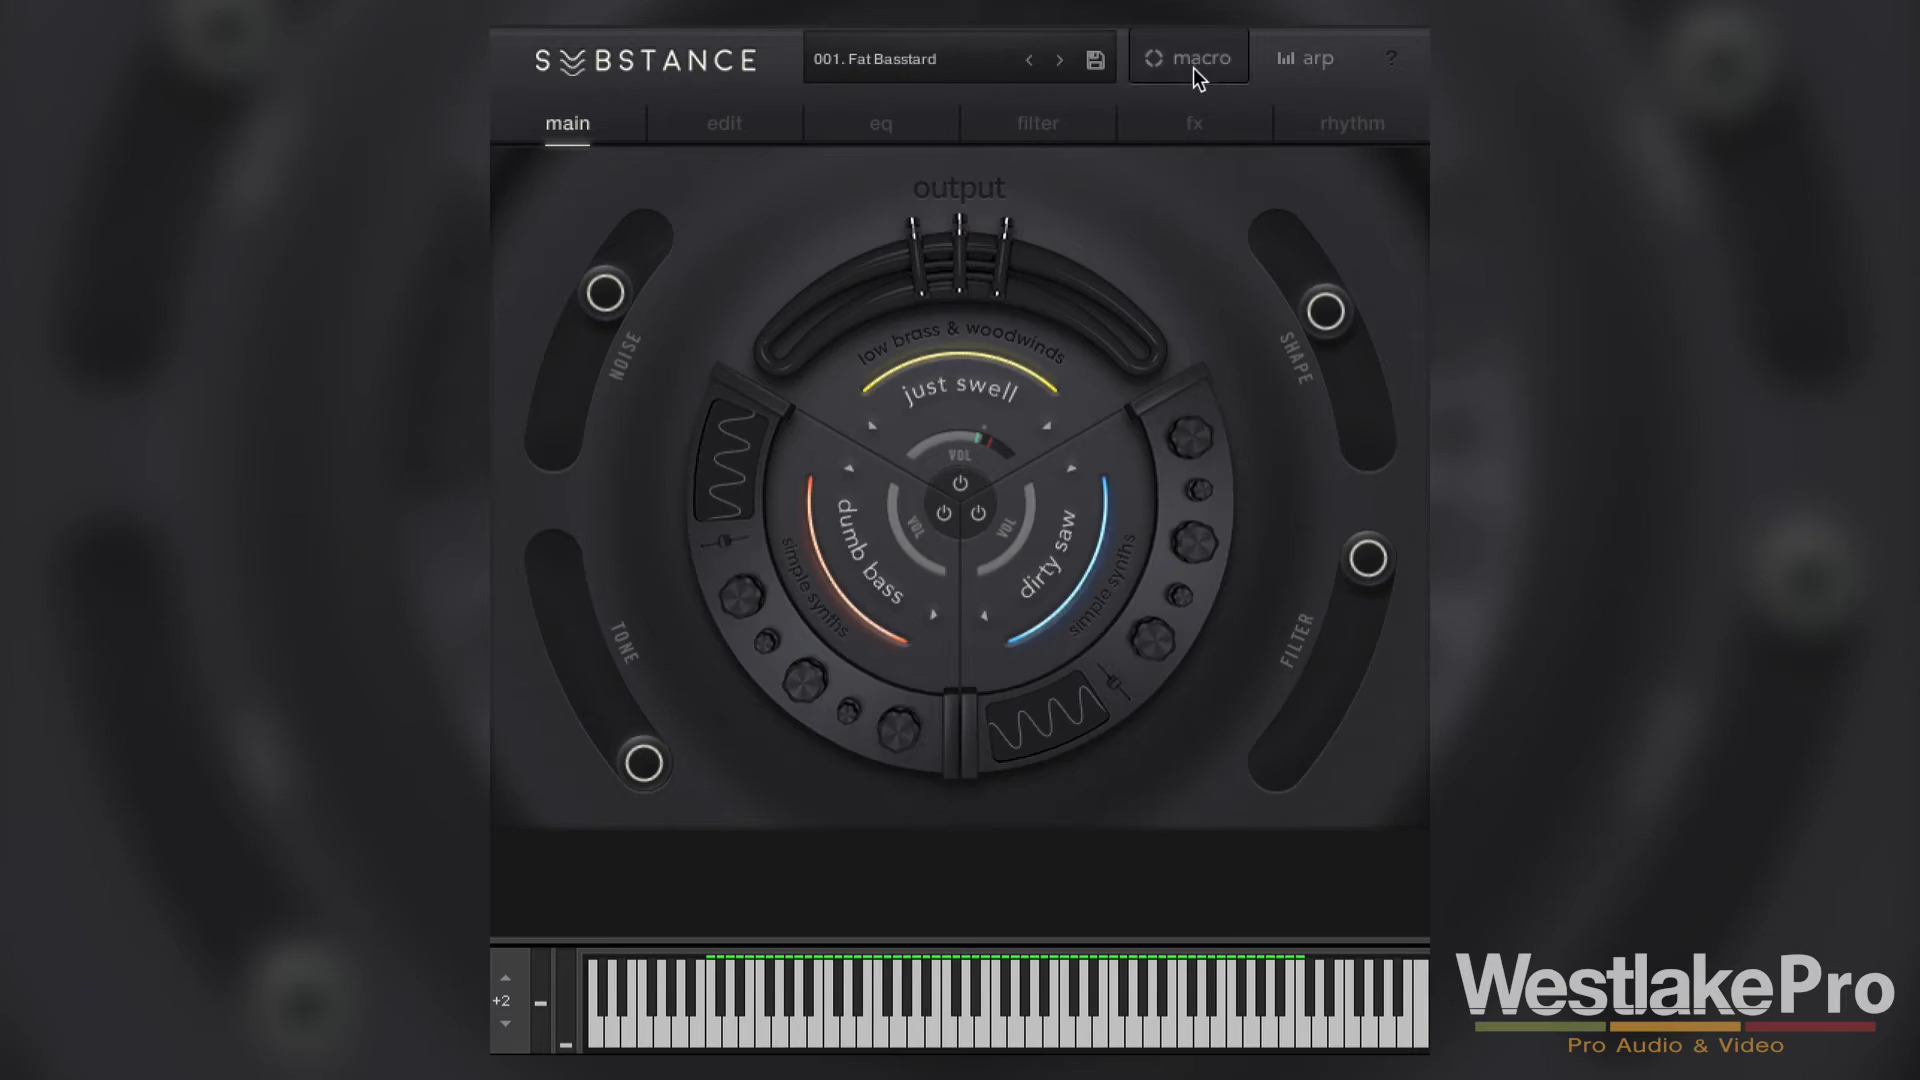 SUBSTANCE
001. Fat Basstard
macro
arp
?
main
edit
eq
filter
fx
rhythm
output
NOISE
SHAPE
low brass & woodwinds
just swell
VOL
VOL
VOL
dumb bass
simple synths
dirty saw
simple synths
TONE
FILTER
+2
WestlakePro
Pro Audio & Video